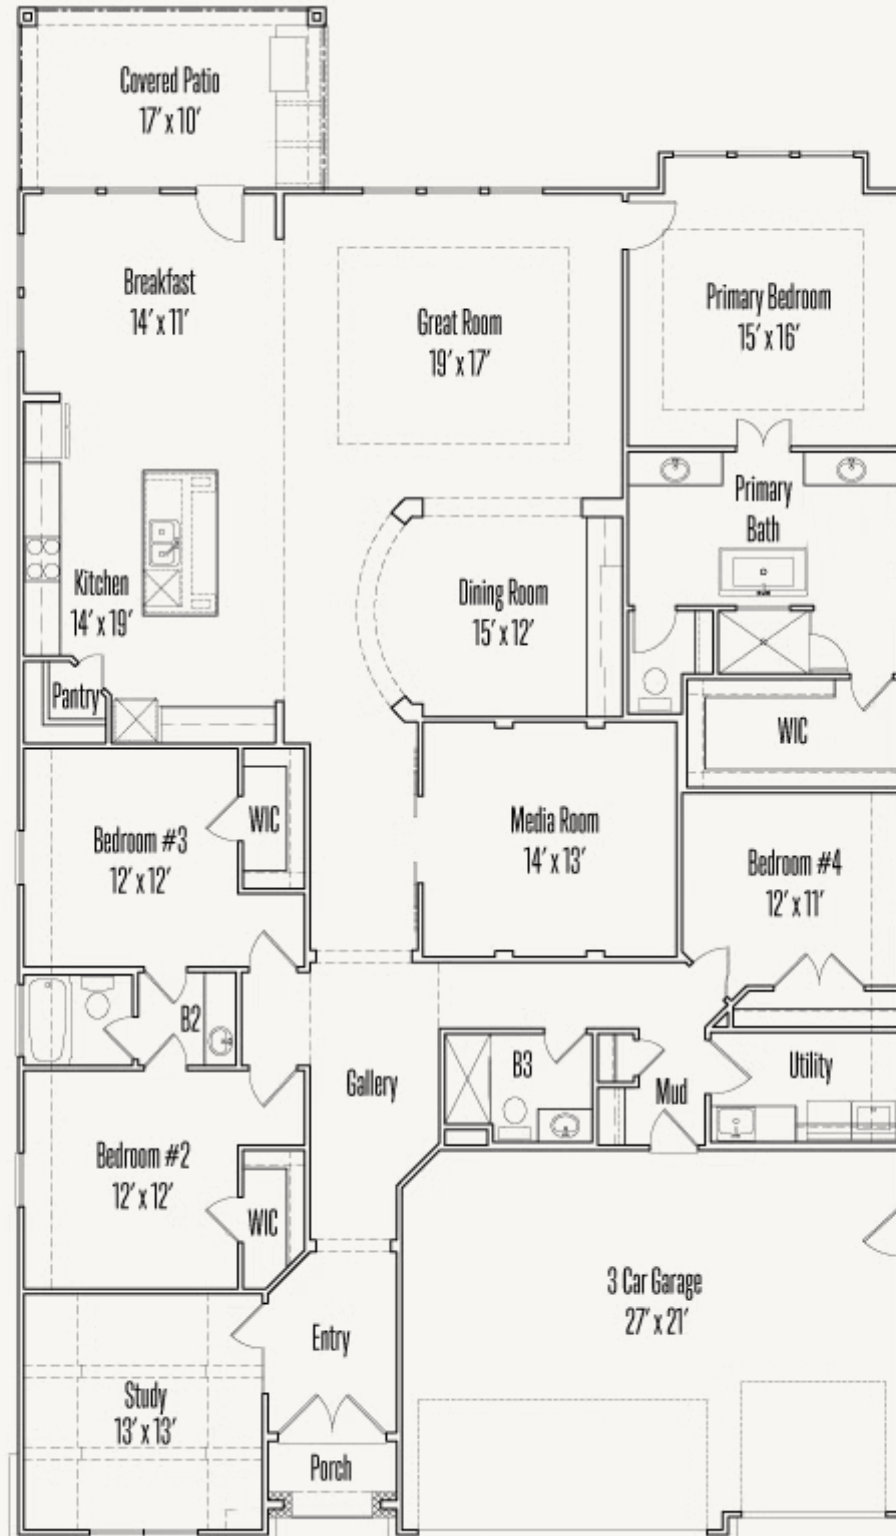 Covered Patio
17' x 10'
Breakfast
14' x 11'
Great Room
19' x 17'
Primary Bedroom
15' x 16'
Primary
Bath
Kitchen
14' x 19'
Dining Room
15' x 12'
Pantry
WIC
Bedroom #3
12' x 12'
WIC
Media Room
14' x 13'
Bedroom #4
12' x 11'
B2
B3
Utility
Gallery
Mud
Bedroom #2
12' x 12'
WIC
3 Car Garage
27' x 21'
Entry
Study
13' x 13'
Porch